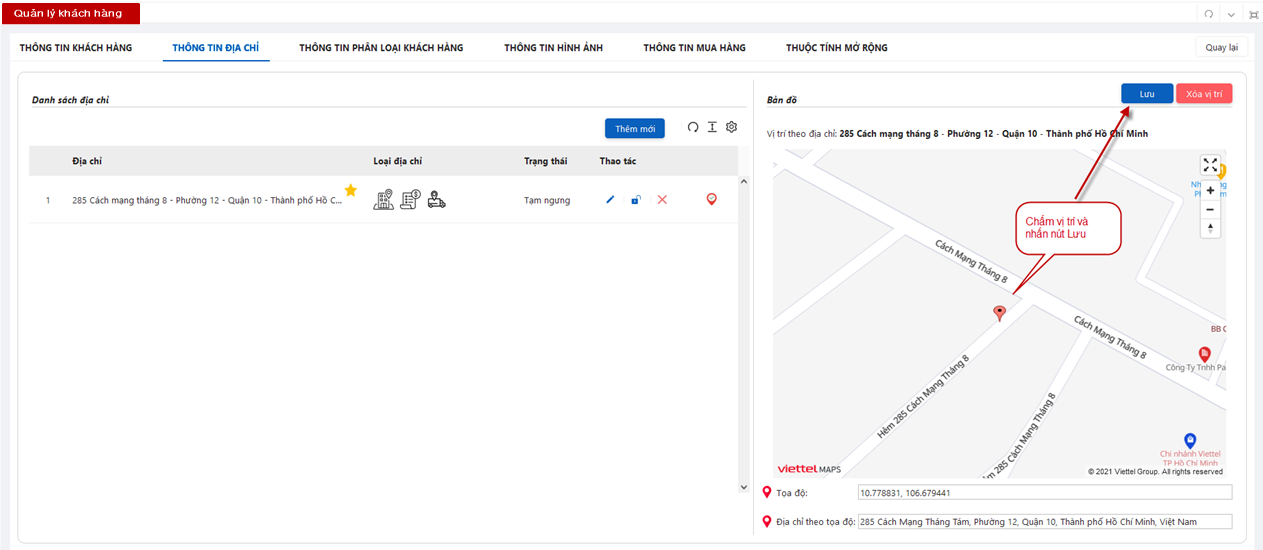 Quản lý khách hàng
THÔNG TIN KHÁCH HÀNG
THÔNG TIN ĐỊA CHỈ
THÔNG TIN PHÂN LOẠI KHÁCH HÀNG
THÔNG TIN HÌNH ẢNH
THÔNG TIN MUA HÀNG
THUỘC TÍNH MỞ RỘNG
Quay lại
Danh sách địa chỉ
Thêm mới
Địa chỉ
Loại địa chỉ
Trạng thái
Thao tác
1
285 Cách mạng tháng 8 - Phường 12 - Quận 10 - Thành phố Hồ C...
Tạm ngưng
Bản đồ
Lưu
Xóa vị trí
Vị trí theo địa chỉ: 285 Cách mạng tháng 8 - Phường 12 - Quận 10 - Thành phố Hồ Chí Minh
Chấm vị trí và
nhấn nút Lưu
Cách Mạng Tháng 8
Cách Mạng Tháng 8
Hẻm 285 Cách Mạng Tháng 8
Hẻm 285 Cách Mạng Tháng 8
BB C
Công Ty Tnhh Pa
Chi nhánh Viettel
TP Hồ Chí Minh
viettel MAPS
© 2021 Viettel Group. All rights reserved
Tọa độ:
10.778831, 106.679441
Địa chỉ theo tọa độ:
285 Cách Mạng Tháng Tám, Phường 12, Quận 10, Thành phố Hồ Chí Minh, Việt Nam